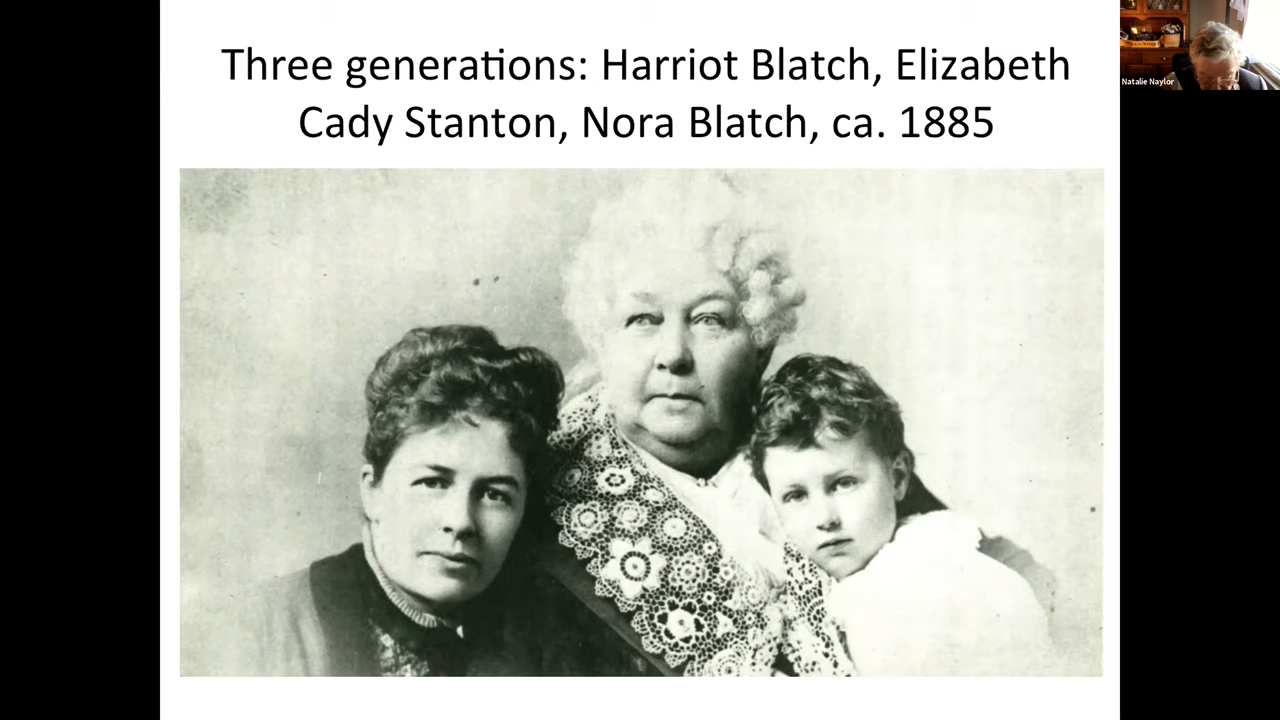 Three generations: Harriot Blatch, Elizabeth
Cady Stanton, Nora Blatch, ca. 1885
Natalie Naylor